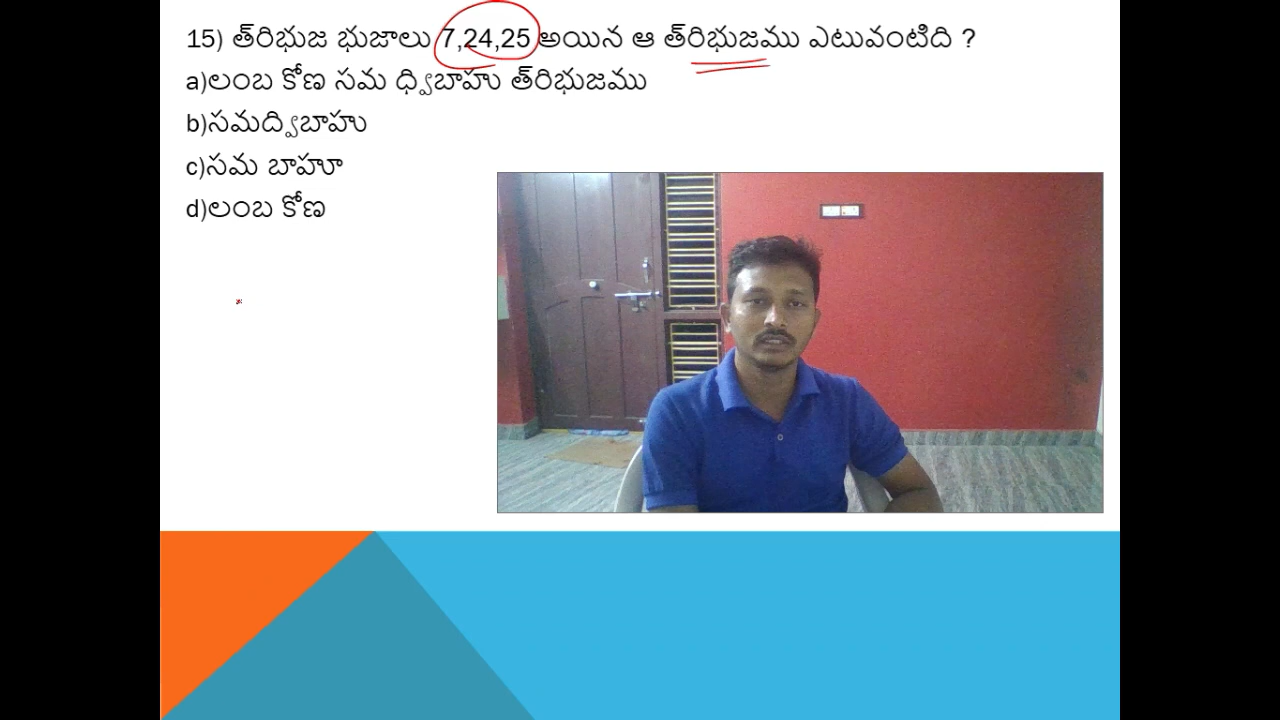 15) త్‌రిభుజ భుజాలు 7,24,25 అయిన ఆ త్‌రిభుజము ఎటువంటిది ?
a)లంబ కోణ సమ ధ్విబాహు త్‌రిభుజము
b)సమద్విబాహు
c)సమ బాహూ
d)లంబ కోణ